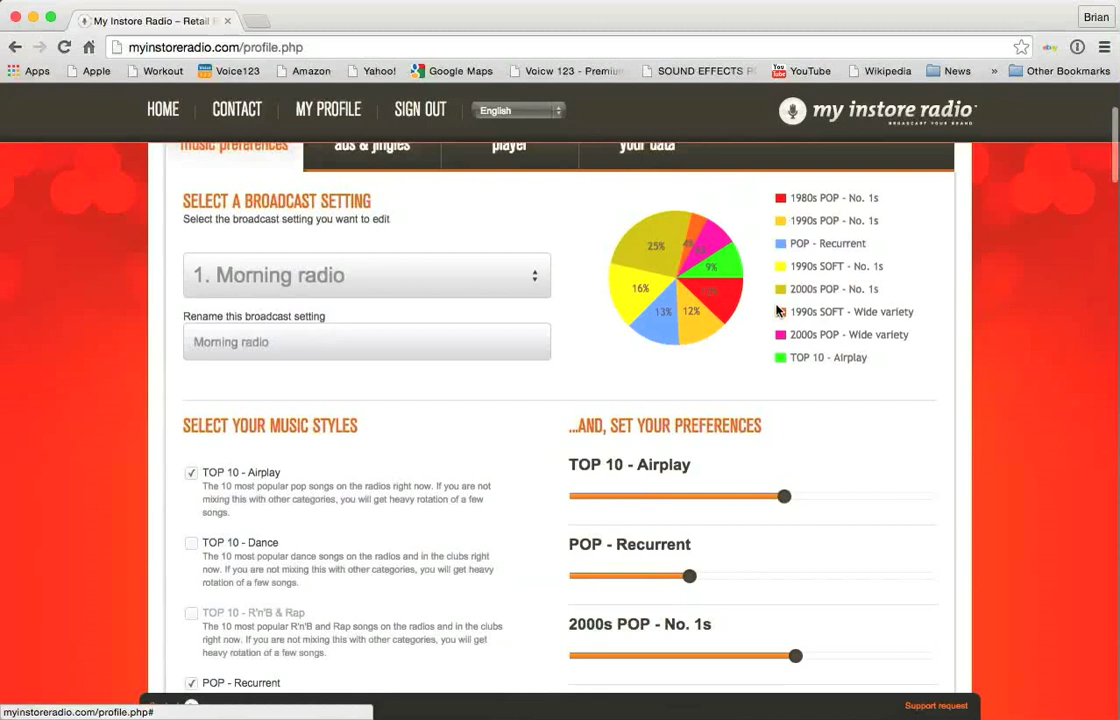 My Instore Radio – Retail
Brian
myinstoreradio.com/profile.php
Apps Apple Workout Voice123 Amazon Yahoo! Google Maps Voicw 123 - Premiu SOUND EFFECTS YouTube Wikipedia News » Other Bookmarks
HOME CONTACT MY PROFILE SIGN OUT English my instore radio
BROADCAST YOUR BRAND
music preferences ads & jingles player your data
SELECT A BROADCAST SETTING
Select the broadcast setting you want to edit
1. Morning radio
Rename this broadcast setting
Morning radio
25%
4%
9%
16%
13%
12%
1980s POP - No. 1s
1990s POP - No. 1s
POP - Recurrent
1990s SOFT - No. 1s
2000s POP - No. 1s
1990s SOFT - Wide variety
2000s POP - Wide variety
TOP 10 - Airplay
SELECT YOUR MUSIC STYLES
TOP 10 - Airplay
The 10 most popular pop songs on the radios right now. If you are not
mixing this with other categories, you will get heavy rotation of a few
songs.
TOP 10 - Dance
The 10 most popular dance songs on the radios and in the clubs right
now. If you are not mixing this with other categories, you will get heavy
rotation of a few songs.
TOP 10 - R'n'B & Rap
The 10 most popular R'n'B and Rap songs on the radios and in the clubs
right now. If you are not mixing this with other categories, you will get
heavy rotation of a few songs.
POP - Recurrent
...AND, SET YOUR PREFERENCES
TOP 10 - Airplay
POP - Recurrent
2000s POP - No. 1s
myinstoreradio.com/profile.php#
Support request